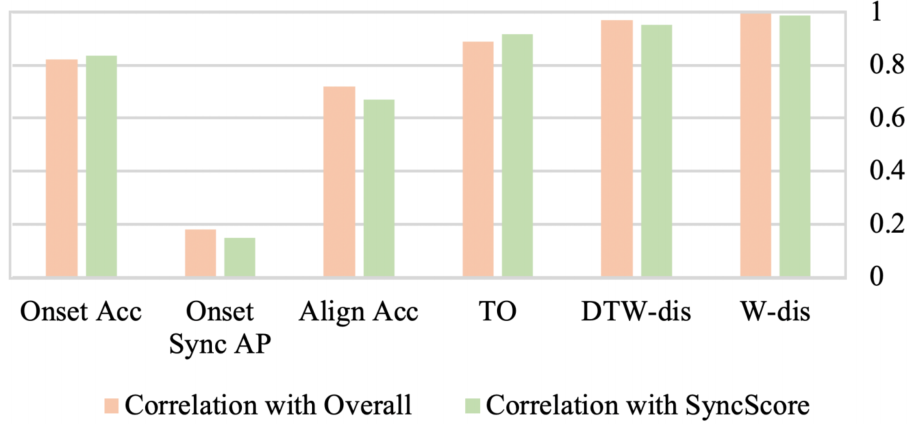 1
0.8
0.6
0.4
0.2
0
Onset Acc
Onset
Sync AP
Align Acc
TO
DTW-dis
W-dis
Correlation with Overall
Correlation with SyncScore